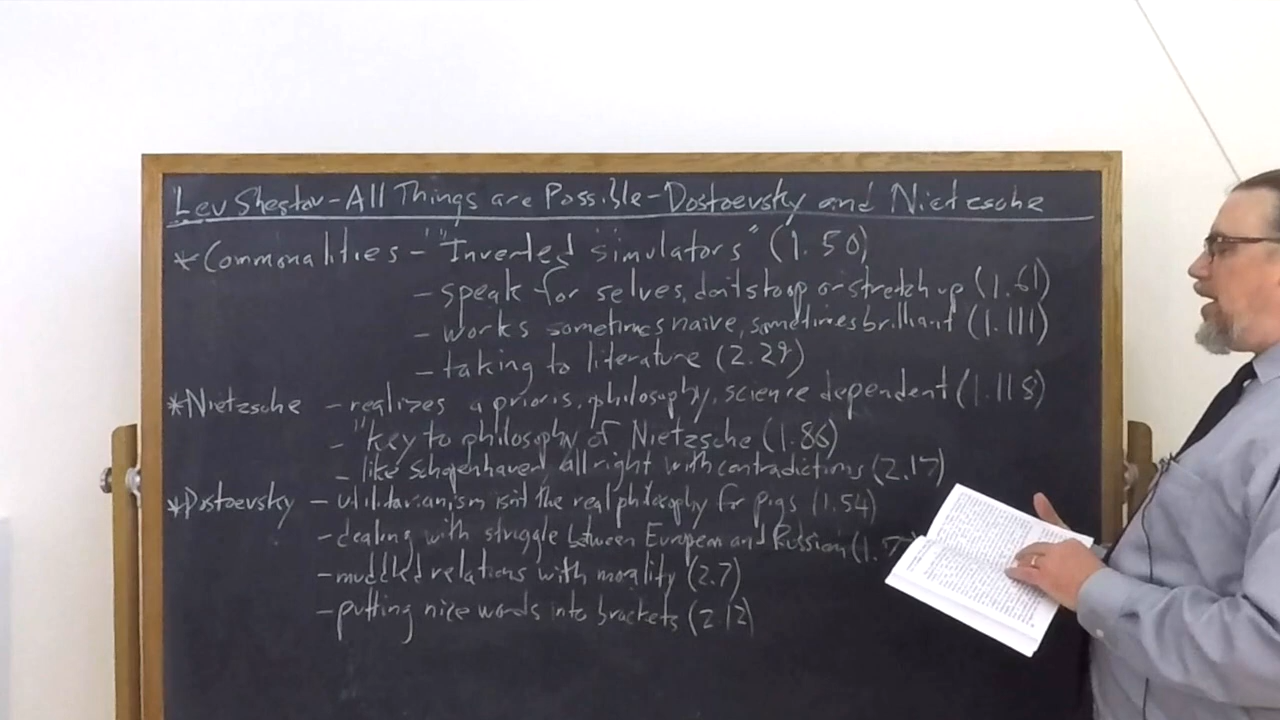 Lev Shestov - All Things are Possible - Dostoevsky and Nietzsche
* Commonalities - "Inverted Simulators" (1.50)
- speak for selves, don't stoop or stretch up (1.61)
- works sometimes naive, sometimes brilliant (1.111)
- taking to literature (2.29)
* Nietzsche - realizes a prioris, philosophy, science dependent (1.118)
- "key to philosophy of Nietzsche (1.86)
- like Schopenhauer, all right with contradictions (2.17)
* Dostoevsky - utilitarianism isn't the real philosophy for pigs (1.54)
- dealing with struggle between European and Russian
- muddled relations with morality (2.7)
- putting nice words into brackets (2.12)